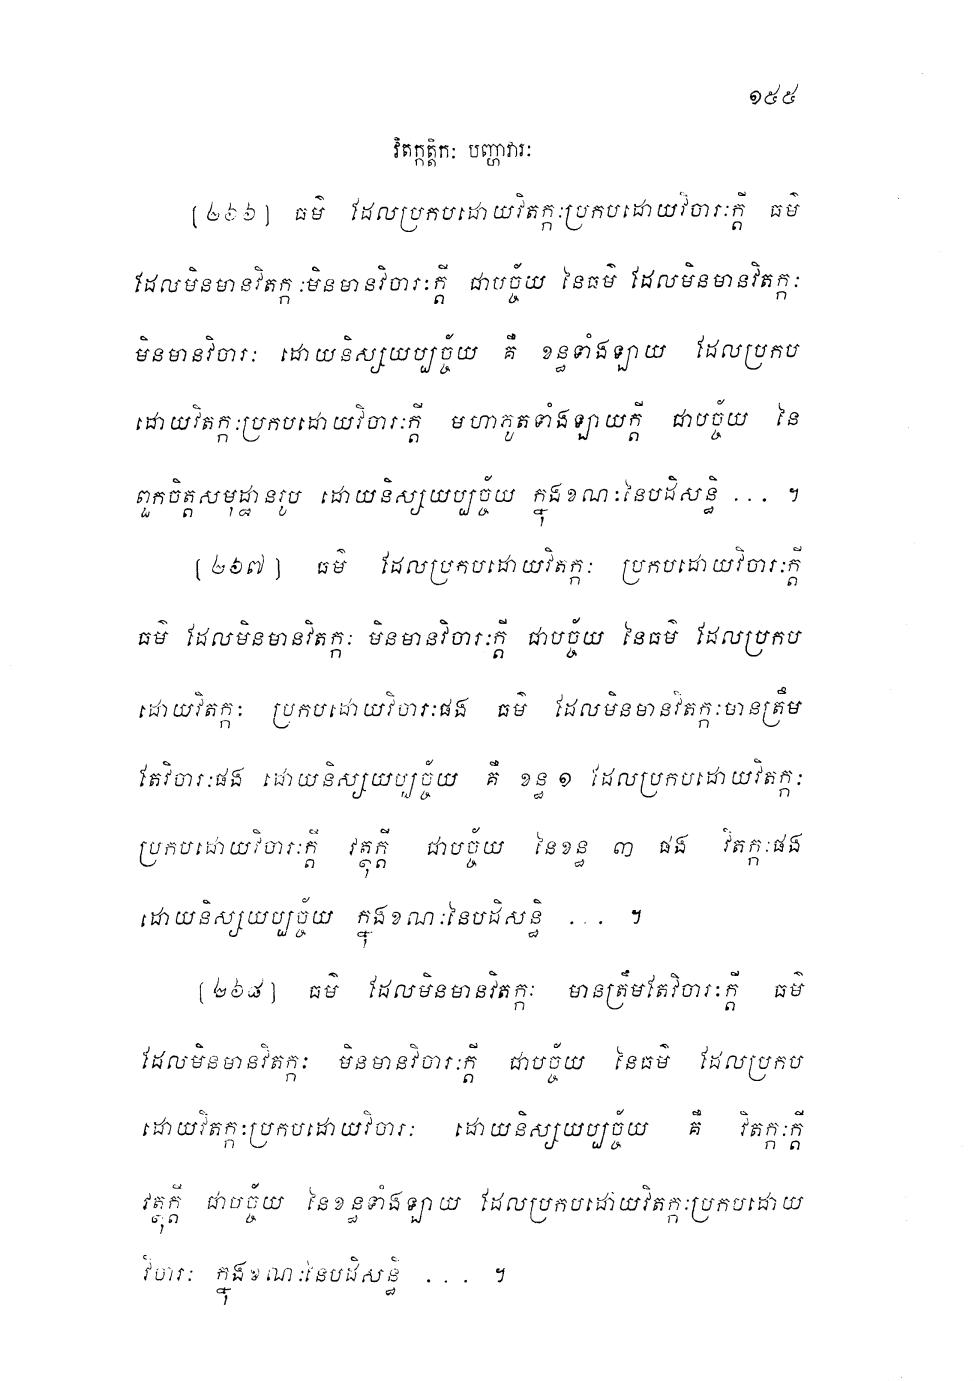 ១៥៥
វិតក្កត្តិកៈ បញ្ហាវារៈ
(២៦៦) ធម៌ ដែលប្រកបដោយវិតក្កៈប្រកបដោយវិចារៈក្តី ធម៌
ដែលមិនមានវិតក្កៈមិនមានវិចារៈក្តី ជាបច្ច័យ នៃធម៌ ដែលមិនមានវិតក្កៈ
មិនមានវិចារៈ ដោយនិស្សយប្បច្ច័យ គឺ ខន្ធទាំងឡាយ ដែលប្រកប
ដោយវិតក្កៈប្រកបដោយវិចារៈក្តី មហាភូតទាំងឡាយក្តី ជាបច្ច័យ នៃ
ពួកចិត្តសមុដ្ឋានរូប ដោយនិស្សយប្បច្ច័យ ក្នុងខណៈនៃបដិសន្ធិ ... ។
(២៦៧) ធម៌ ដែលប្រកបដោយវិតក្កៈ ប្រកបដោយវិចារៈក្តី
ធម៌ ដែលមិនមានវិតក្កៈ មិនមានវិចារៈក្តី ជាបច្ច័យ នៃធម៌ ដែលប្រកប
ដោយវិតក្កៈ ប្រកបដោយវិចារៈផង ធម៌ ដែលមិនមានវិតក្កៈមានត្រឹម
តែវិចារៈផង ដោយនិស្សយប្បច្ច័យ គឺ ខន្ធ ១ ដែលប្រកបដោយវិតក្កៈ
ប្រកបដោយវិចារៈក្តី វត្ថុក្តី ជាបច្ច័យ នៃខន្ធ ៣ ផង វិតក្កៈផង
ដោយនិស្សយប្បច្ច័យ ក្នុងខណៈនៃបដិសន្ធិ ... ។
(២៦៨) ធម៌ ដែលមិនមានវិតក្កៈ មានត្រឹមតែវិចារៈក្តី ធម៌
ដែលមិនមានវិតក្កៈ មិនមានវិចារៈក្តី ជាបច្ច័យ នៃធម៌ ដែលប្រកប
ដោយវិតក្កៈប្រកបដោយវិចារៈ ដោយនិស្សយប្បច្ច័យ គឺ វិតក្កៈក្តី
វត្ថុក្តី ជាបច្ច័យ នៃខន្ធទាំងឡាយ ដែលប្រកបដោយវិតក្កៈប្រកបដោយ
វិចារៈ ក្នុងខណៈនៃបដិសន្ធិ ... ។